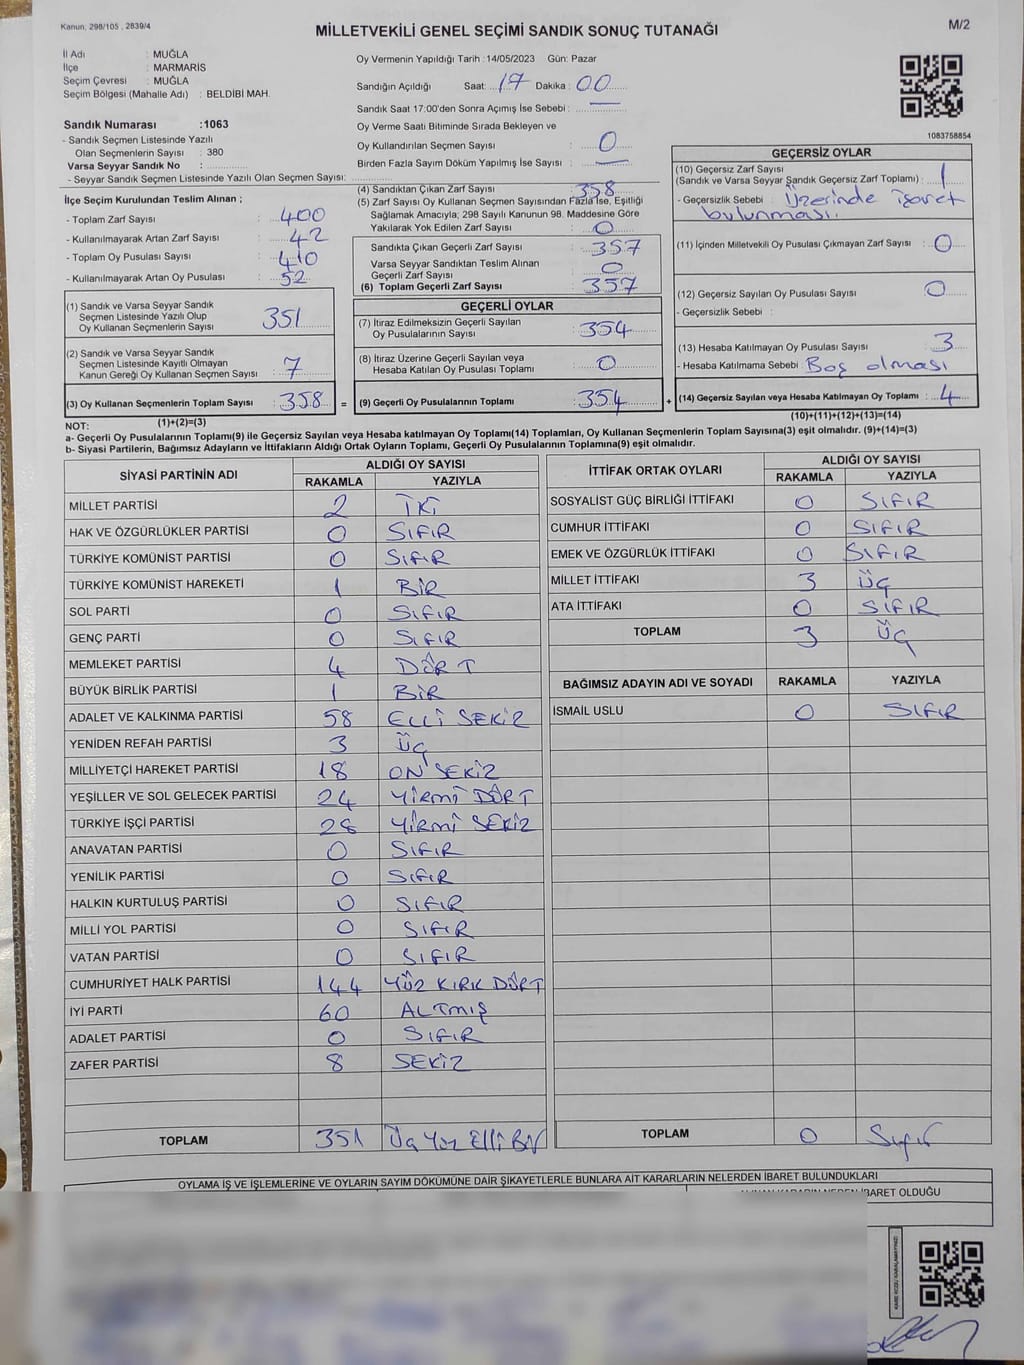 Kanun. 298/105 , 2839/4
MİLLETVEKİLİ GENEL SEÇİMİ SANDIK SONUÇ TUTANAĞI
M/2
İl Adı : MUĞLA
İlçe : MARMARİS
Seçim Çevresi : MUĞLA
Seçim Bölgesi (Mahalle Adı) : BELDİBİ MAH.
Sandık Numarası :1063
- Sandık Seçmen Listesinde Yazılı
Olan Seçmenlerin Sayısı : 380
Varsa Seyyar Sandık No :
- Seyyar Sandık Seçmen Listesinde Yazılı Olan Seçmen Sayısı:
Oy Vermenin Yapıldığı Tarih :14/05/2023 Gün: Pazar
Sandığın Açıldığı Saat: 17 Dakika : 00
Sandık Saat 17:00'den Sonra Açımış İse Sebebi : —
Oy Verme Saati Bitiminde Sırada Bekleyen ve
Oy Kullandırılan Seçmen Sayısı : 0
Birden Fazla Sayım Döküm Yapılmış İse Sayısı : —
1083758854
İlçe Seçim Kurulundan Teslim Alınan ;
- Toplam Zarf Sayısı : 400
- Kullanılmayarak Artan Zarf Sayısı : 42
- Toplam Oy Pusulası Sayısı : 410
- Kullanılmayarak Artan Oy Pusulası : 52
(1) Sandık ve Varsa Seyyar Sandık
Seçmen Listesinde Yazılı Olup
Oy Kullanan Seçmenlerin Sayısı 351
(2) Sandık ve Varsa Seyyar Sandık
Seçmen Listesinde Kayıtlı Olmayan
Kanun Gereği Oy Kullanan Seçmen Sayısı : 7
(3) Oy Kullanan Seçmenlerin Toplam Sayısı : 358 =
(1)+(2)=(3)
(4) Sandıktan Çıkan Zarf Sayısı : 358
(5) Zarf Sayısı Oy Kullanan Seçmen Sayısından Fazla İse, Eşitliği
Sağlamak Amacıyla; 298 Sayılı Kanunun 98. Maddesine Göre
Yakılarak Yok Edilen Zarf Sayısı : 0
Sandıkta Çıkan Geçerli Zarf Sayısı : 357
Varsa Seyyar Sandıktan Teslim Alınan
Geçerli Zarf Sayısı : 0
(6) Toplam Geçerli Zarf Sayısı : 357
GEÇERLİ OYLAR
(7) İtiraz Edilmeksizin Geçerli Sayılan
Oy Pusulalarının Sayısı : 354
(8) İtiraz Üzerine Geçerli Sayılan veya
Hesaba Katılan Oy Pusulası Toplamı : 0
(9) Geçerli Oy Pusulalarının Toplamı : 354 +
GEÇERSİZ OYLAR
(10) Geçersiz Zarf Sayısı
(Sandık ve Varsa Seyyar Sandık Geçersiz Zarf Toplamı) : 1
- Geçersizlik Sebebi : Üzerinde işaret
bulunması.
(11) İçinden Milletvekili Oy Pusulası Çıkmayan Zarf Sayısı : 0
(12) Geçersiz Sayılan Oy Pusulası Sayısı : 0
- Geçersizlik Sebebi :
(13) Hesaba Katılmayan Oy Pusulası Sayısı : 3
- Hesaba Katılmama Sebebi : Boş olması
(14) Geçersiz Sayılan veya Hesaba Katılmayan Oy Toplamı : 4
(10)+(11)+(12)+(13)=(14)
NOT:
a- Geçerli Oy Pusulalarının Toplamı(9) ile Geçersiz Sayılan veya Hesaba katılmayan Oy Toplamı(14) Toplamları, Oy Kullanan Seçmenlerin Toplam Sayısına(3) eşit olmalıdır. (9)+(14)=(3)
b- Siyasi Partilerin, Bağımsız Adayların ve İttifakların Aldığı Ortak Oyların Toplamı, Geçerli Oy Pusulalarının Toplamına(9) eşit olmalıdır.
SİYASİ PARTİNİN ADI ALDIĞI OY SAYISI
RAKAMLA YAZIYLA
MİLLET PARTİSİ 2 İKİ
HAK VE ÖZGÜRLÜKLER PARTİSİ 0 SIFIR
TÜRKİYE KOMÜNİST PARTİSİ 0 SIFIR
TÜRKİYE KOMÜNİST HAREKETİ 1 BİR
SOL PARTİ 0 SIFIR
GENÇ PARTİ 0 SIFIR
MEMLEKET PARTİSİ 4 DÖRT
BÜYÜK BİRLİK PARTİSİ 1 BİR
ADALET VE KALKINMA PARTİSİ 58 ELLİ SEKİZ
YENİDEN REFAH PARTİSİ 3 ÜÇ
MİLLİYETÇİ HAREKET PARTİSİ 18 ON SEKİZ
YEŞİLLER VE SOL GELECEK PARTİSİ 24 YİRMİ DÖRT
TÜRKİYE İŞÇİ PARTİSİ 28 YİRMİ SEKİZ
ANAVATAN PARTİSİ 0 SIFIR
YENİLİK PARTİSİ 0 SIFIR
HALKIN KURTULUŞ PARTİSİ 0 SIFIR
MİLLİ YOL PARTİSİ 0 SIFIR
VATAN PARTİSİ 0 SIFIR
CUMHURİYET HALK PARTİSİ 144 YÜZ KIRK DÖRT
İYİ PARTİ 60 ALTMIŞ
ADALET PARTİSİ 0 SIFIR
ZAFER PARTİSİ 8 SEKİZ
TOPLAM 351 Üç Yüz Elli Bir
İTTİFAK ORTAK OYLARI ALDIĞI OY SAYISI
RAKAMLA YAZIYLA
SOSYALİST GÜÇ BİRLİĞİ İTTİFAKI 0 SIFIR
CUMHUR İTTİFAKI 0 SIFIR
EMEK VE ÖZGÜRLÜK İTTİFAKI 0 SIFIR
MİLLET İTTİFAKI 3 ÜÇ
ATA İTTİFAKI 0 SIFIR
TOPLAM 3 ÜÇ
BAĞIMSIZ ADAYIN ADI VE SOYADI RAKAMLA YAZIYLA
İSMAİL USLU 0 SIFIR
TOPLAM 0 Sıfır
OYLAMA İŞ VE İŞLEMLERİNE VE OYLARIN SAYIM DÖKÜMÜNE DAİR ŞİKAYETLERLE BUNLARA AİT KARARLARIN NELERDEN İBARET BULUNDUKLARI
İBARET OLDUĞU